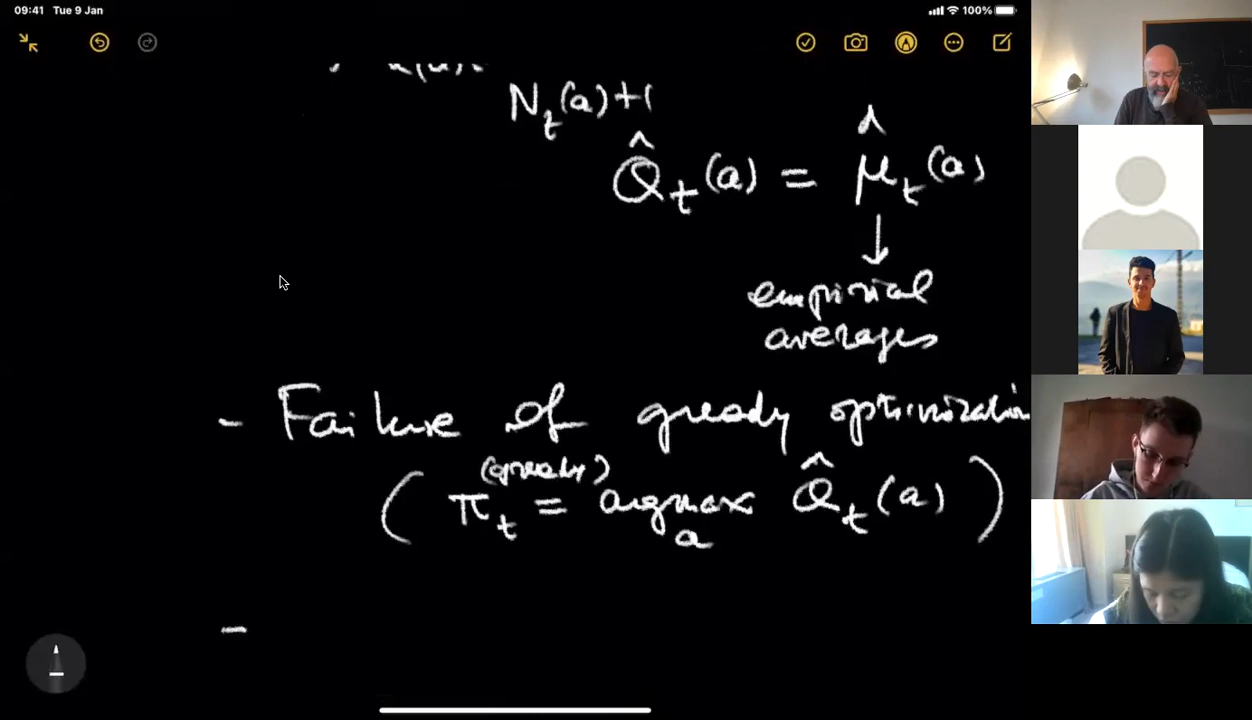 09:41 Tue 9 Jan
100%
N_t(a)+1
Q̂_t(a) = μ̂_t(a)
↓
empirical
averages
- Failure of greedy optimization
(greedy)
( π_t = argmax_a Q̂_t(a) )
-